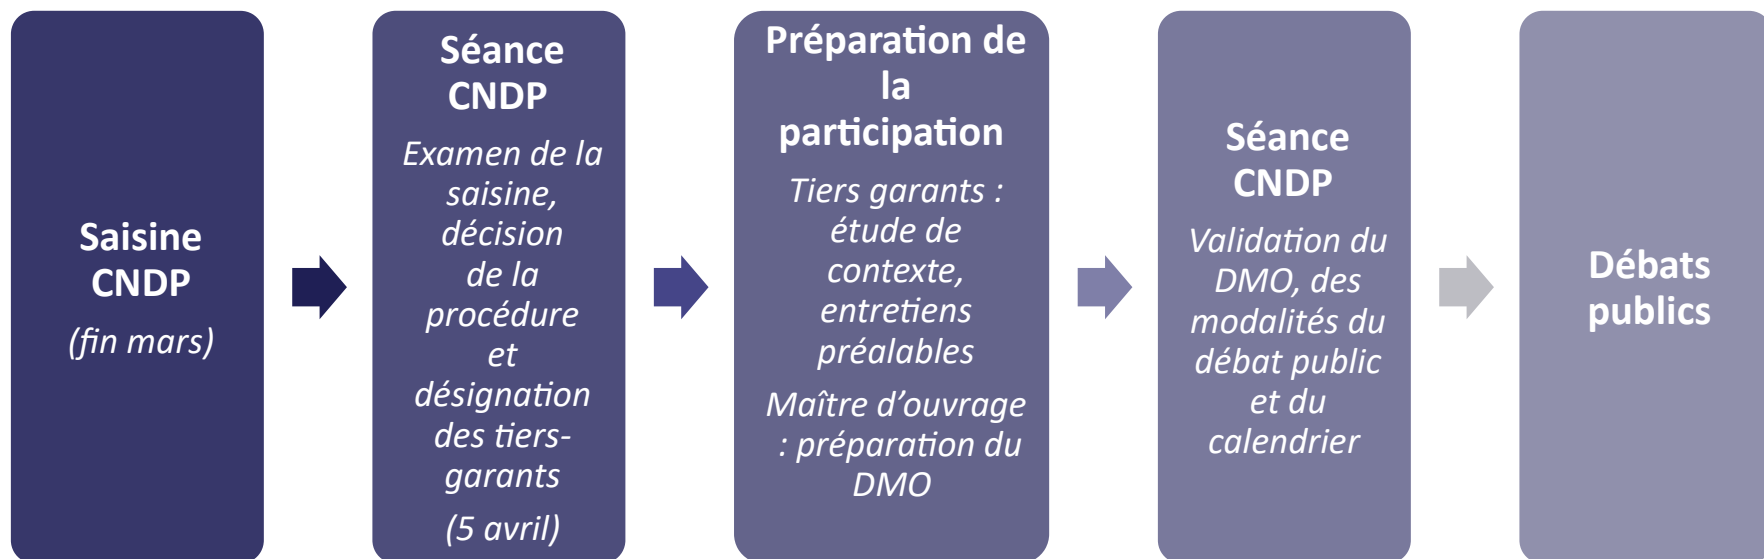 Saisine
CNDP
(fin mars)
Séance
CNDP
Examen de la
saisine,
décision
de la
procédure
et
désignation
des tiers-
garants
(5 avril)
Préparation de
la
participation
Tiers garants :
étude de
contexte,
entretiens
préalables
Maître d’ouvrage
: préparation du
DMO
Séance
CNDP
Validation du
DMO, des
modalités du
débat public
et du
calendrier
Débats
publics